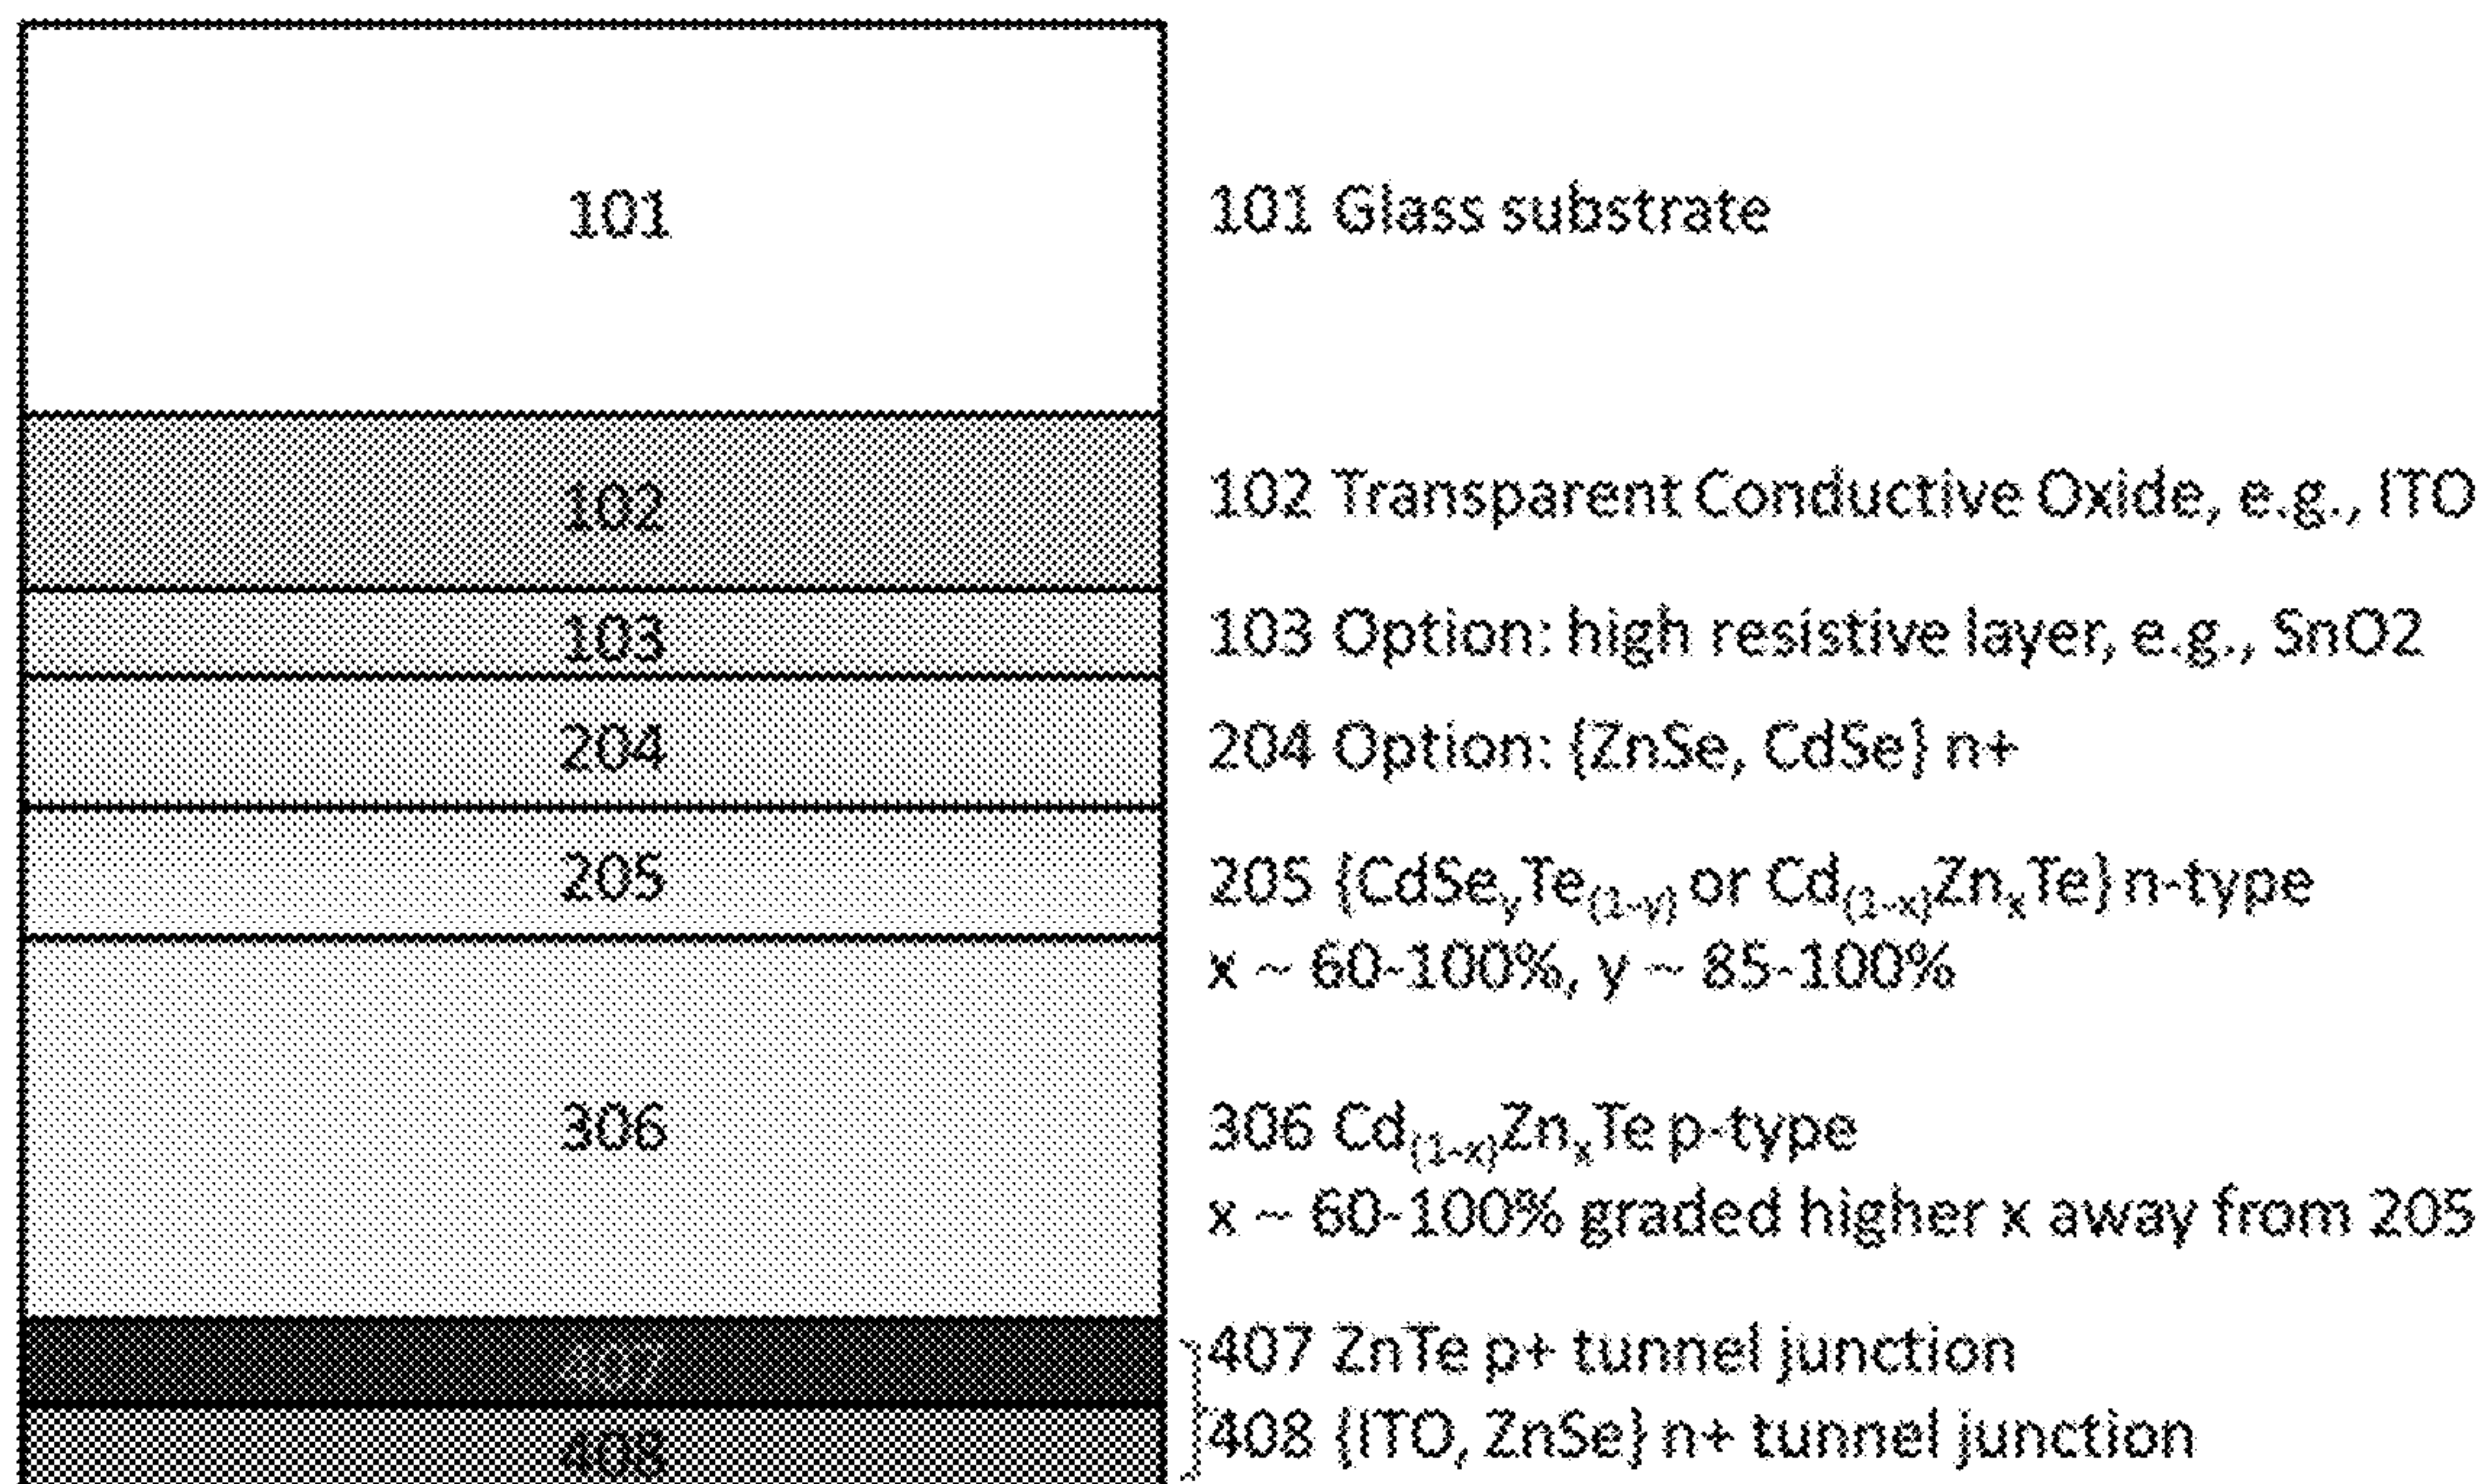 101
101 Glass substrate
102
102 Transparent Conductive Oxide, e.g., ITO
103
103 Option: high resistive layer, e.g., SnO2
204
204 Option: {ZnSe, CdSe} n+
205
205 {CdSeyTe(1-y) or Cd(1-x)ZnxTe} n-type
x ~ 60-100%, y ~ 85-100%
306
306 Cd(1-x)ZnxTe p-type
x ~ 60-100% graded higher x away from 205
407
407 ZnTe p+ tunnel junction
408
408 {ITO, ZnSe} n+ tunnel junction